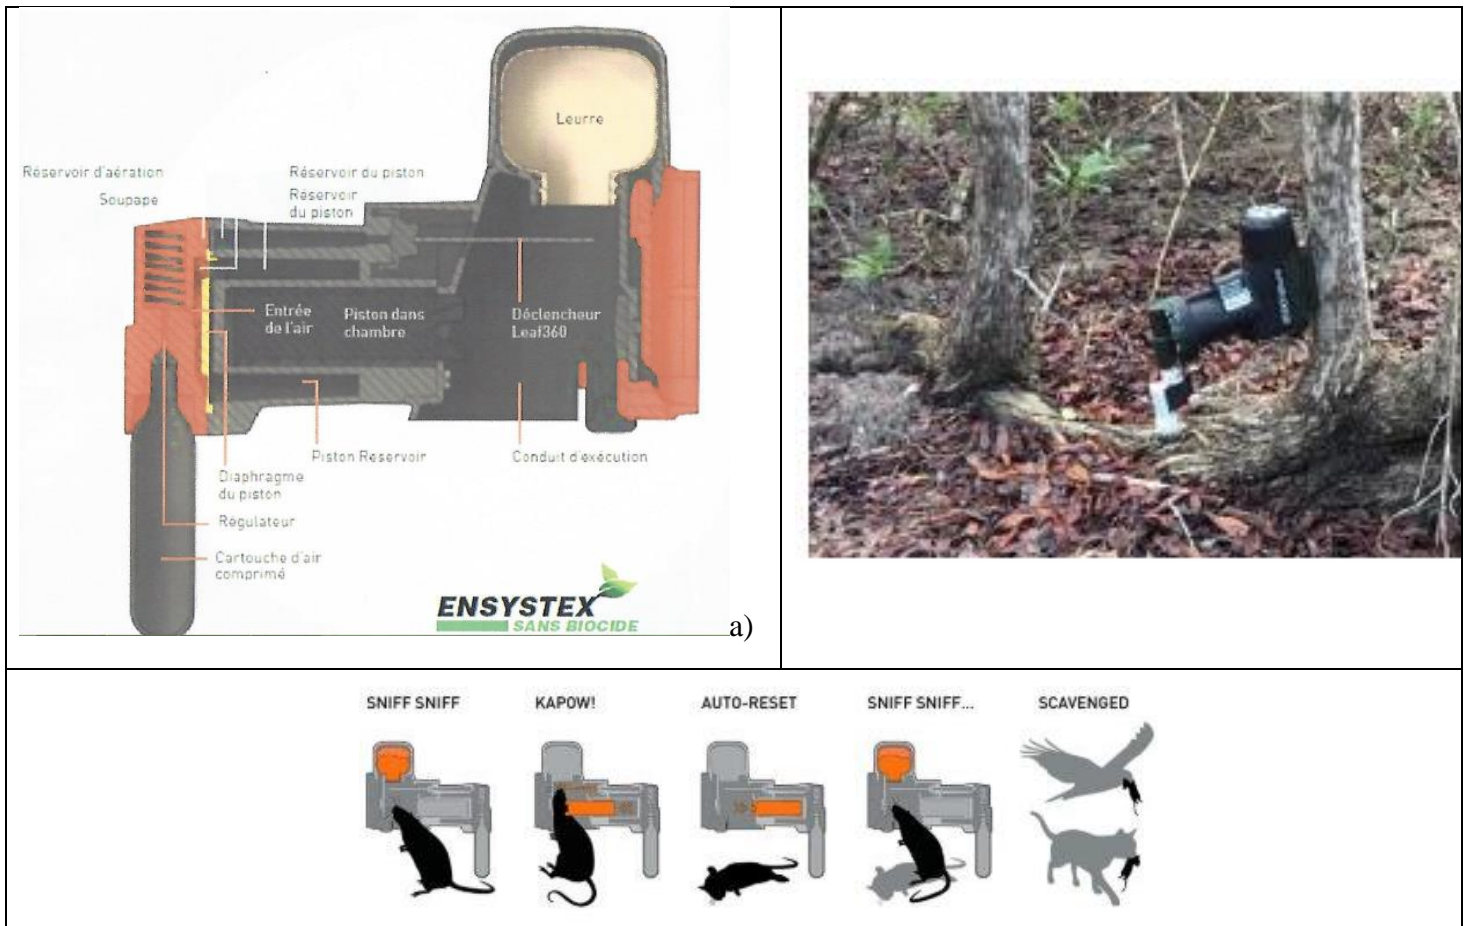 Leurre
Réservoir d'aération
Soupape
Réservoir du piston
Réservoir
du piston
Entrée
de l'air
Piston dans
chambre
Déclencheur
Leaf360
Piston Reservoir
Conduit d'exécution
Diaphragme
du piston
Régulateur
Cartouche d'air
comprimé
ENSYSTEX
SANS BIOCIDE
a)
SNIFF SNIFF
KAPOW!
AUTO-RESET
SNIFF SNIFF...
SCAVENGED